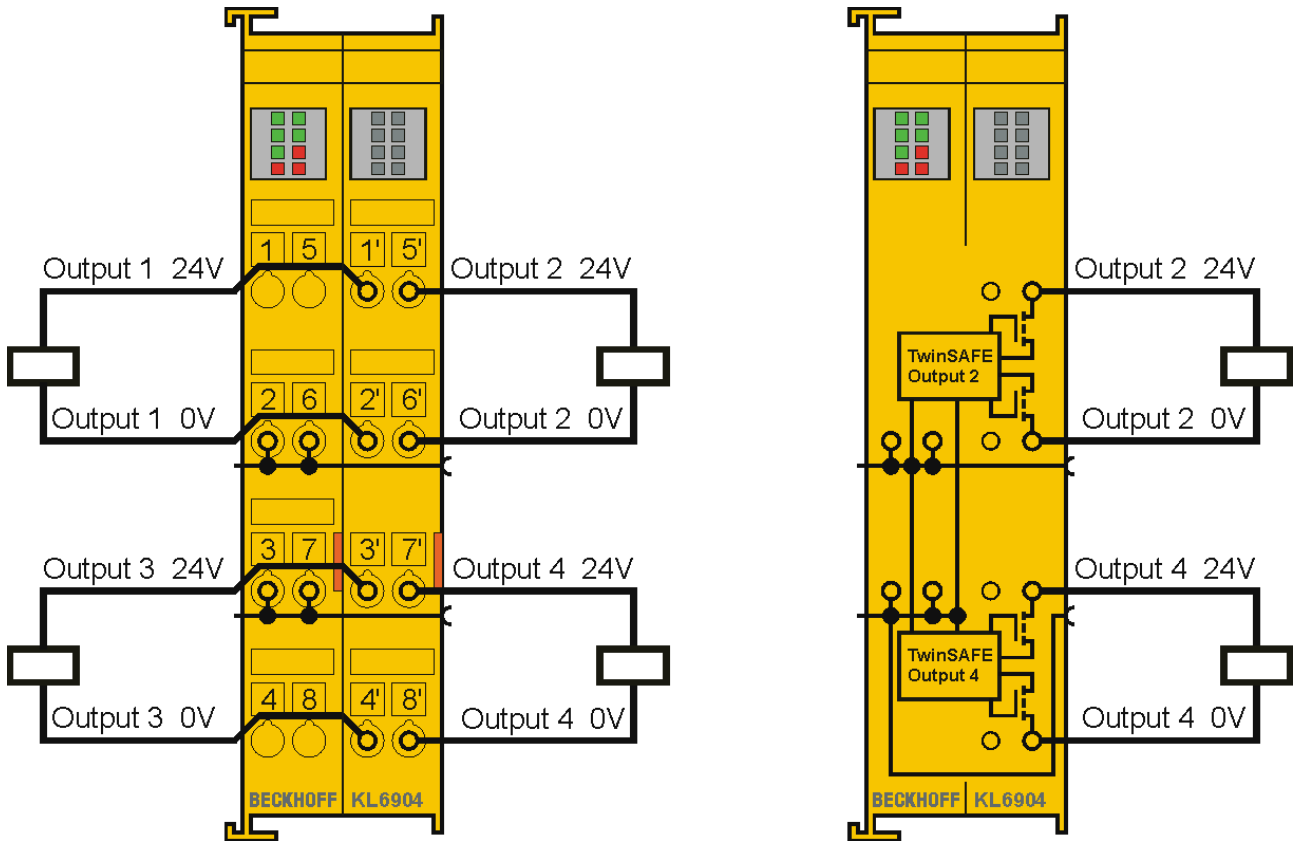 1 5 1' 5'
Output 1 24V
Output 2 24V
2 6 2' 6'
Output 1 0V
Output 2 0V
3 7 3' 7'
Output 3 24V
Output 4 24V
4 8 4' 8'
Output 3 0V
Output 4 0V
BECKHOFF KL6904
Output 2 24V
TwinSAFE
Output 2
Output 2 0V
Output 4 24V
TwinSAFE
Output 4
Output 4 0V
BECKHOFF KL6904